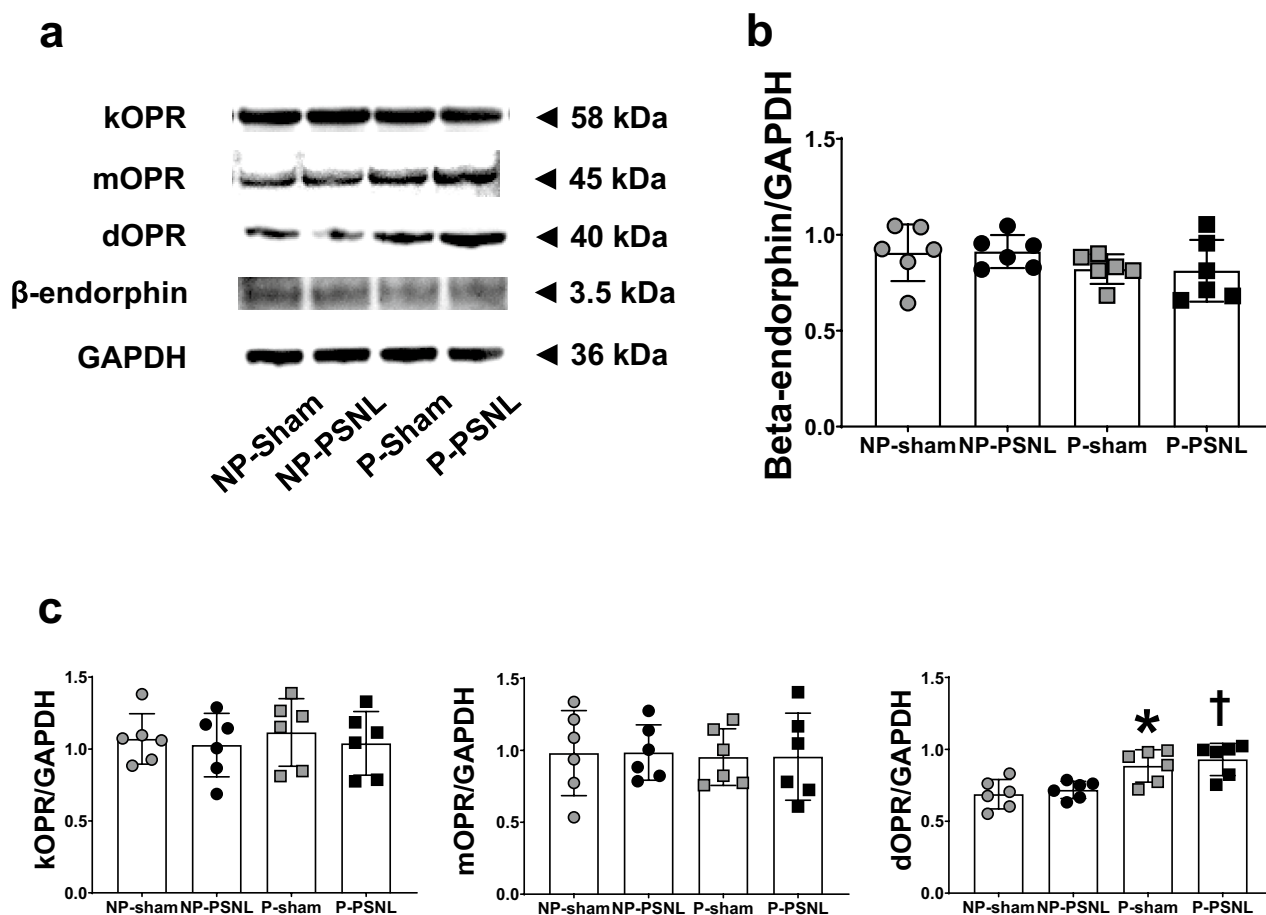 a
kOPR ◄ 58 kDa
mOPR ◄ 45 kDa
dOPR ◄ 40 kDa
β-endorphin ◄ 3.5 kDa
GAPDH ◄ 36 kDa
NP-Sham
NP-PSNL
P-Sham
P-PSNL
b
Beta-endorphin/GAPDH
1.5
1.0
0.5
0.0
NP-sham NP-PSNL P-sham P-PSNL
c
kOPR/GAPDH
1.5
1.0
0.5
0.0
NP-sham NP-PSNL P-sham P-PSNL
mOPR/GAPDH
1.5
1.0
0.5
0.0
NP-sham NP-PSNL P-sham P-PSNL
dOPR/GAPDH
1.5
1.0
0.5
0.0
* †
NP-sham NP-PSNL P-sham P-PSNL